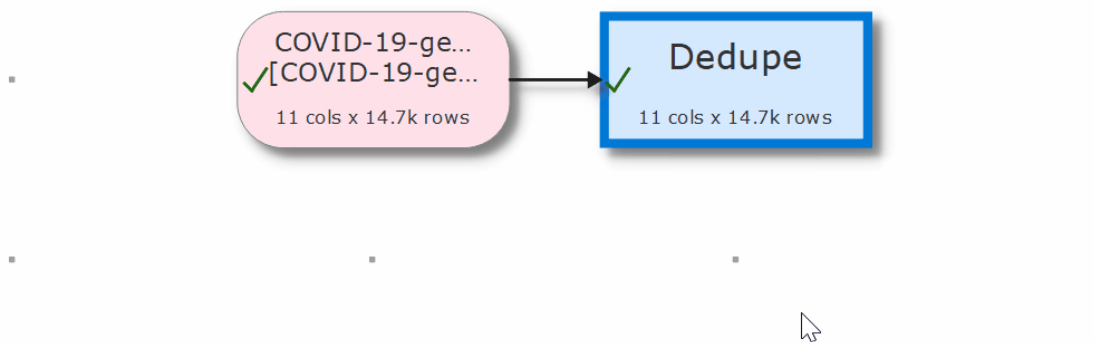 COVID-19-ge...
[COVID-19-ge...
11 cols x 14.7k rows
Dedupe
11 cols x 14.7k rows